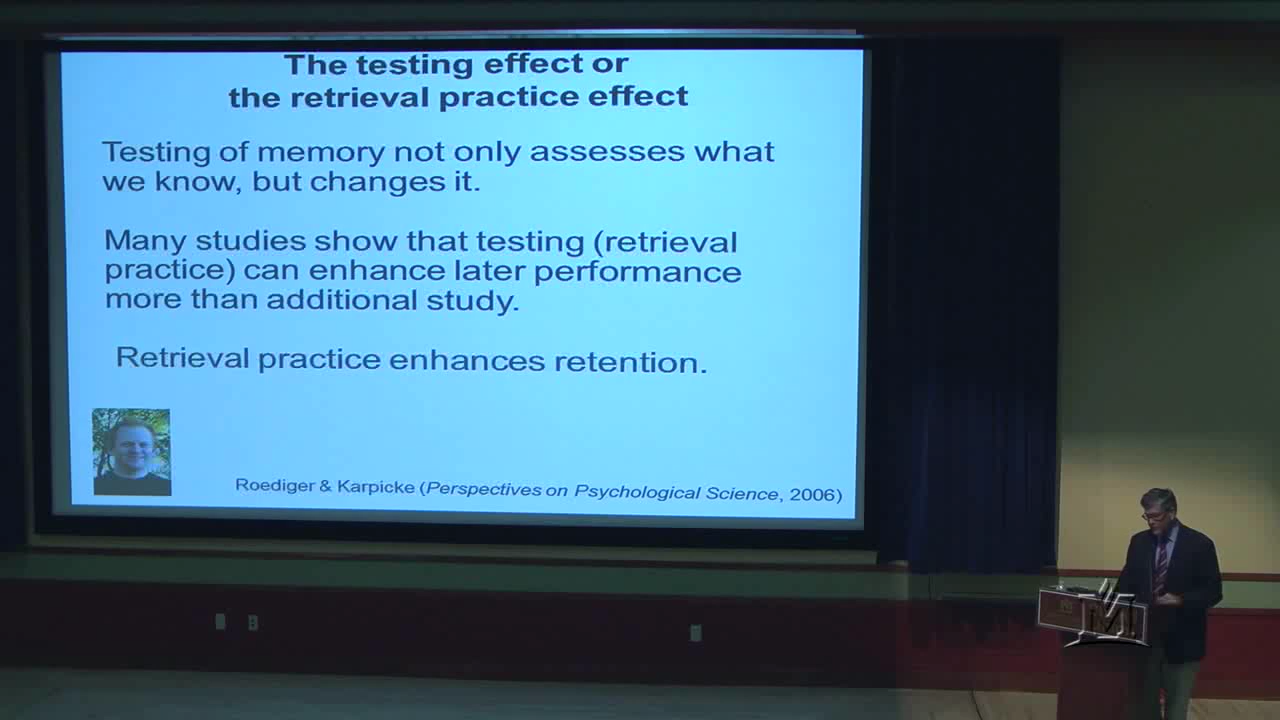 The testing effect or
the retrieval practice effect
Testing of memory not only assesses what
we know, but changes it.
Many studies show that testing (retrieval
practice) can enhance later performance
more than additional study.
Retrieval practice enhances retention.
Roediger & Karpicke (Perspectives on Psychological Science, 2006)
M